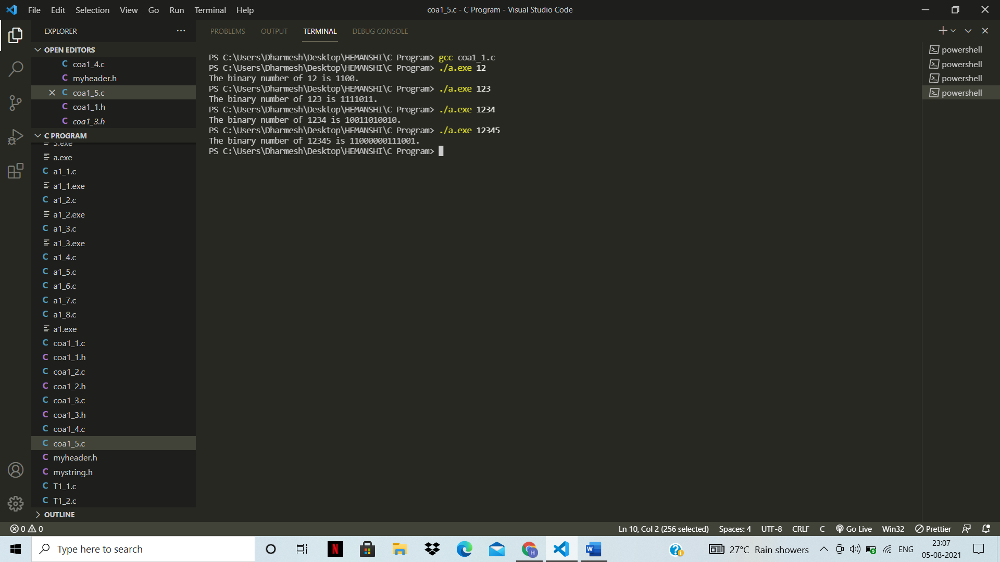 File Edit Selection View Go Run Terminal Help
coa1_5.c - C Program - Visual Studio Code
EXPLORER
OPEN EDITORS
coa1_4.c
myheader.h
coa1_5.c
coa1_1.h
coa1_3.h
C PROGRAM
3.exe
a.exe
a1_1.c
a1_1.exe
a1_2.c
a1_2.exe
a1_3.c
a1_3.exe
a1_4.c
a1_5.c
a1_6.c
a1_7.c
a1_8.c
a1.exe
coa1_1.c
coa1_1.h
coa1_2.c
coa1_2.h
coa1_3.c
coa1_3.h
coa1_4.c
coa1_5.c
myheader.h
mystring.h
T1_1.c
T1_2.c
OUTLINE
PROBLEMS OUTPUT TERMINAL DEBUG CONSOLE
PS C:\Users\Dharmesh\Desktop\HEMANSHI\C Program> gcc coa1_1.c
PS C:\Users\Dharmesh\Desktop\HEMANSHI\C Program> ./a.exe 12
The binary number of 12 is 1100.
PS C:\Users\Dharmesh\Desktop\HEMANSHI\C Program> ./a.exe 123
The binary number of 123 is 1111011.
PS C:\Users\Dharmesh\Desktop\HEMANSHI\C Program> ./a.exe 1234
The binary number of 1234 is 10011010010.
PS C:\Users\Dharmesh\Desktop\HEMANSHI\C Program> ./a.exe 12345
The binary number of 12345 is 11000000111001.
PS C:\Users\Dharmesh\Desktop\HEMANSHI\C Program>
powershell
powershell
powershell
powershell
0 0
Ln 10, Col 2 (256 selected) Spaces: 4 UTF-8 CRLF C Go Live Win32 Prettier
Type here to search
27°C Rain showers
ENG
23:07
05-08-2021